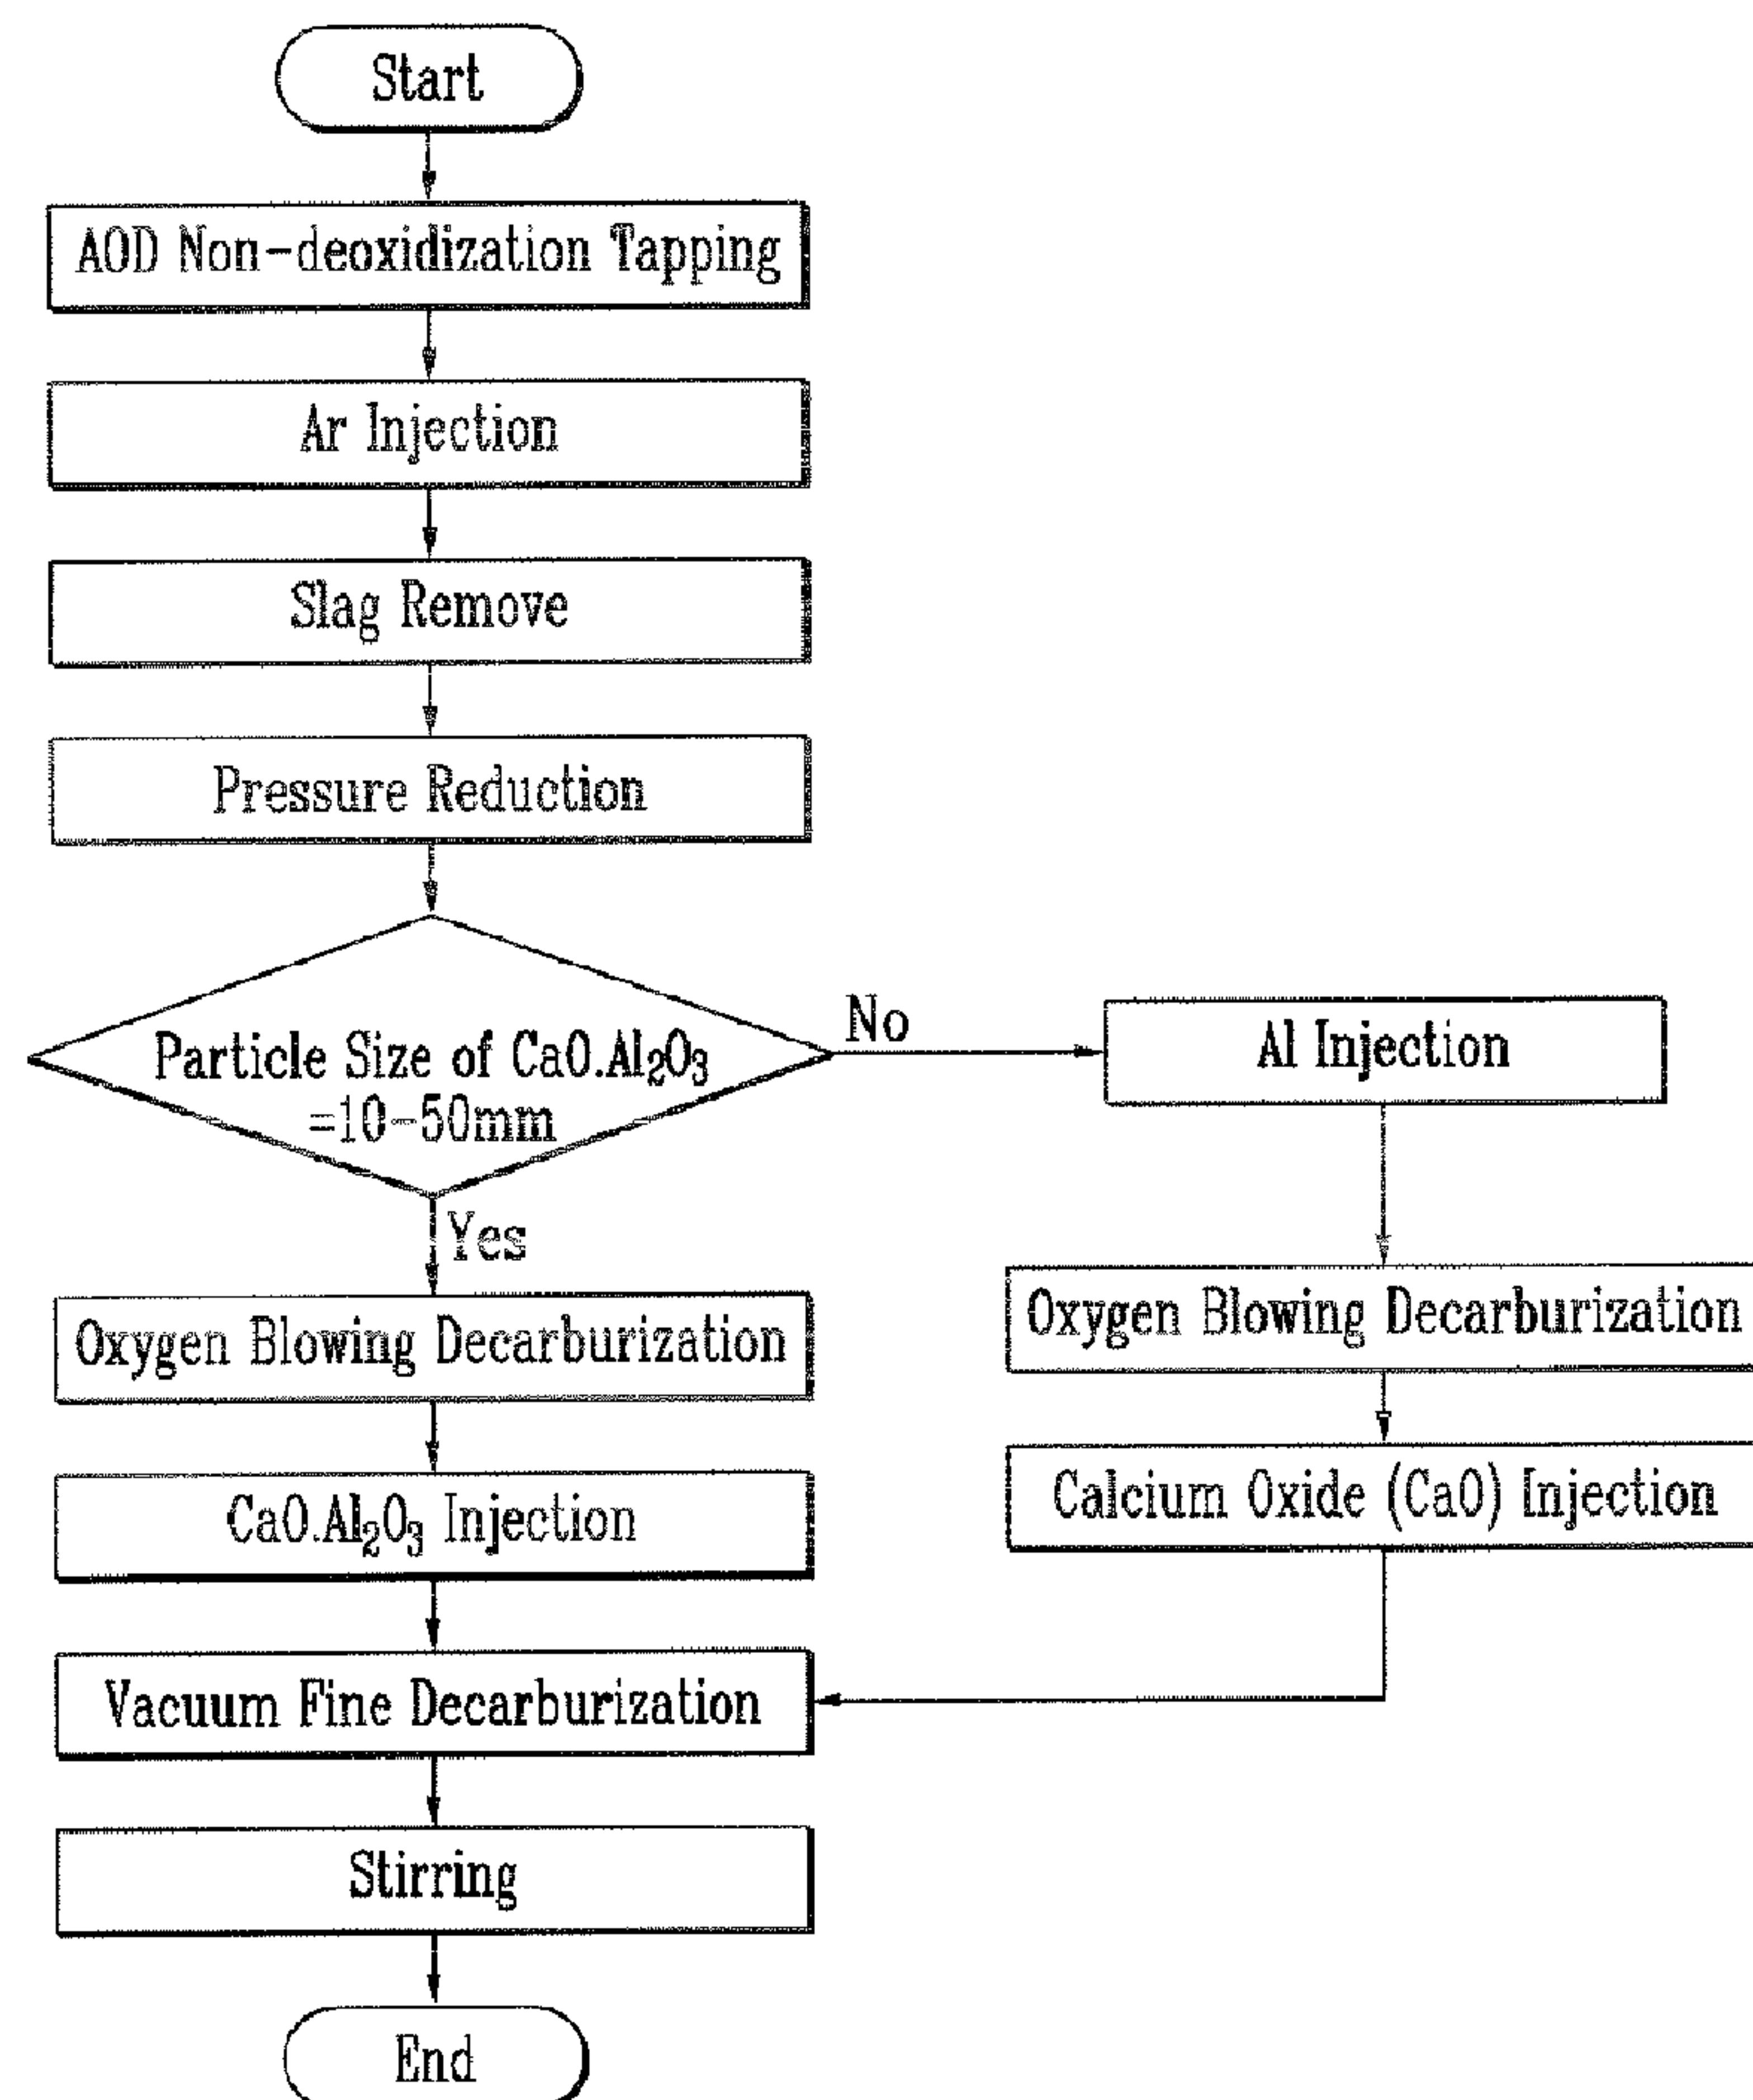 Start
AOD Non-deoxidization Tapping
Ar Injection
Slag Remove
Pressure Reduction
Particle Size of CaO.Al₂O₃
=10-50mm
No
Al Injection
Yes
Oxygen Blowing Decarburization
Oxygen Blowing Decarburization
CaO.Al₂O₃ Injection
Calcium Oxide (CaO) Injection
Vacuum Fine Decarburization
Stirring
End